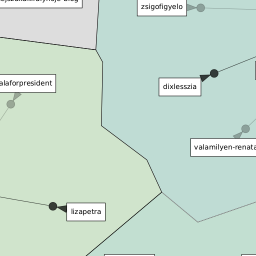 zsigofigyelo
alaforpresident
dixlesszia
valamilyen-renata
lizapetra